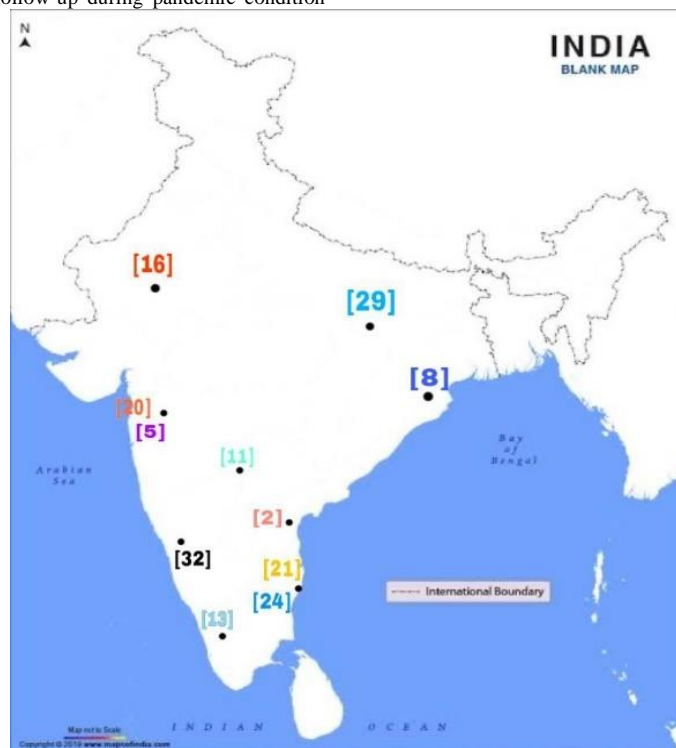 ollow-up during pandemic condition
N
INDIA
BLANK MAP
[16]
[29]
[8]
[20]
[5]
[11]
Arabian
Sea
Bay
of
Bengal
[2]
[32]
[21]
[24]
International Boundary
[13]
Map not to Scale
INDIAN OCEAN
Copyright © 2019 www.mapsofindia.com